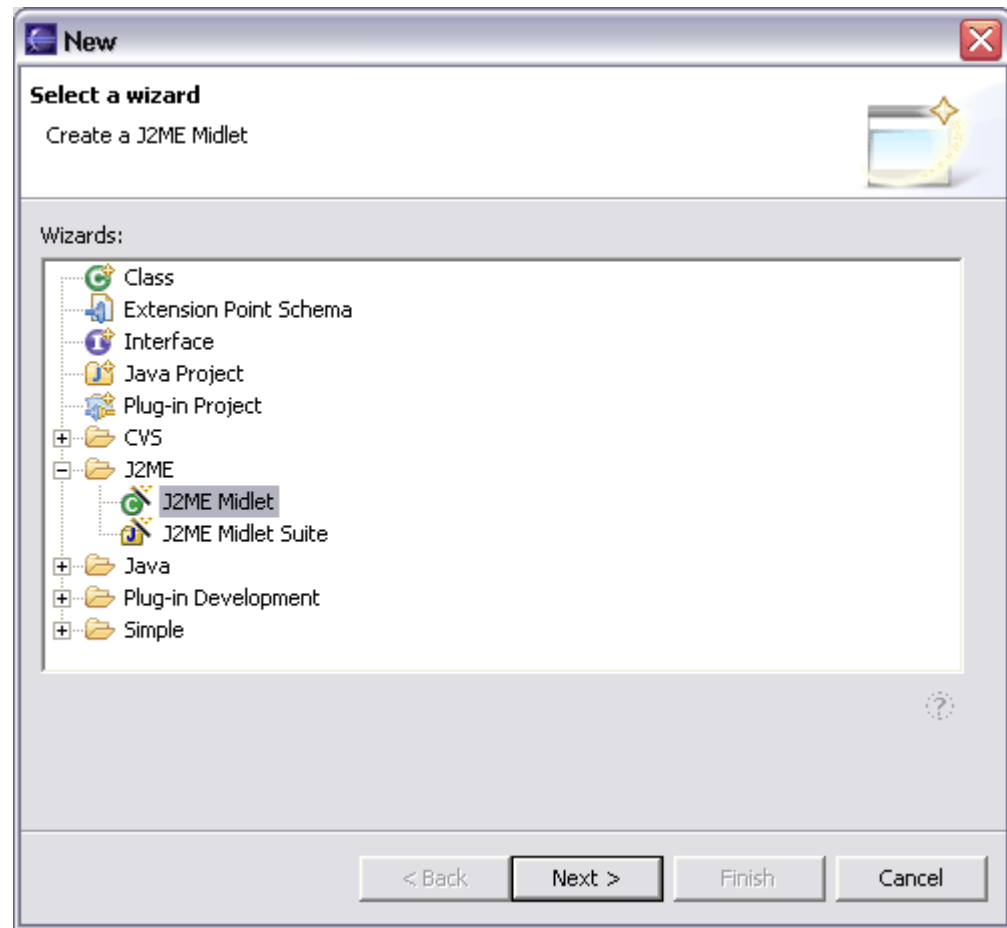 New
Select a wizard
Create a J2ME Midlet
Wizards:
Class
Extension Point Schema
Interface
Java Project
Plug-in Project
CVS
J2ME
J2ME Midlet
J2ME Midlet Suite
Java
Plug-in Development
Simple
< Back Next > Finish Cancel